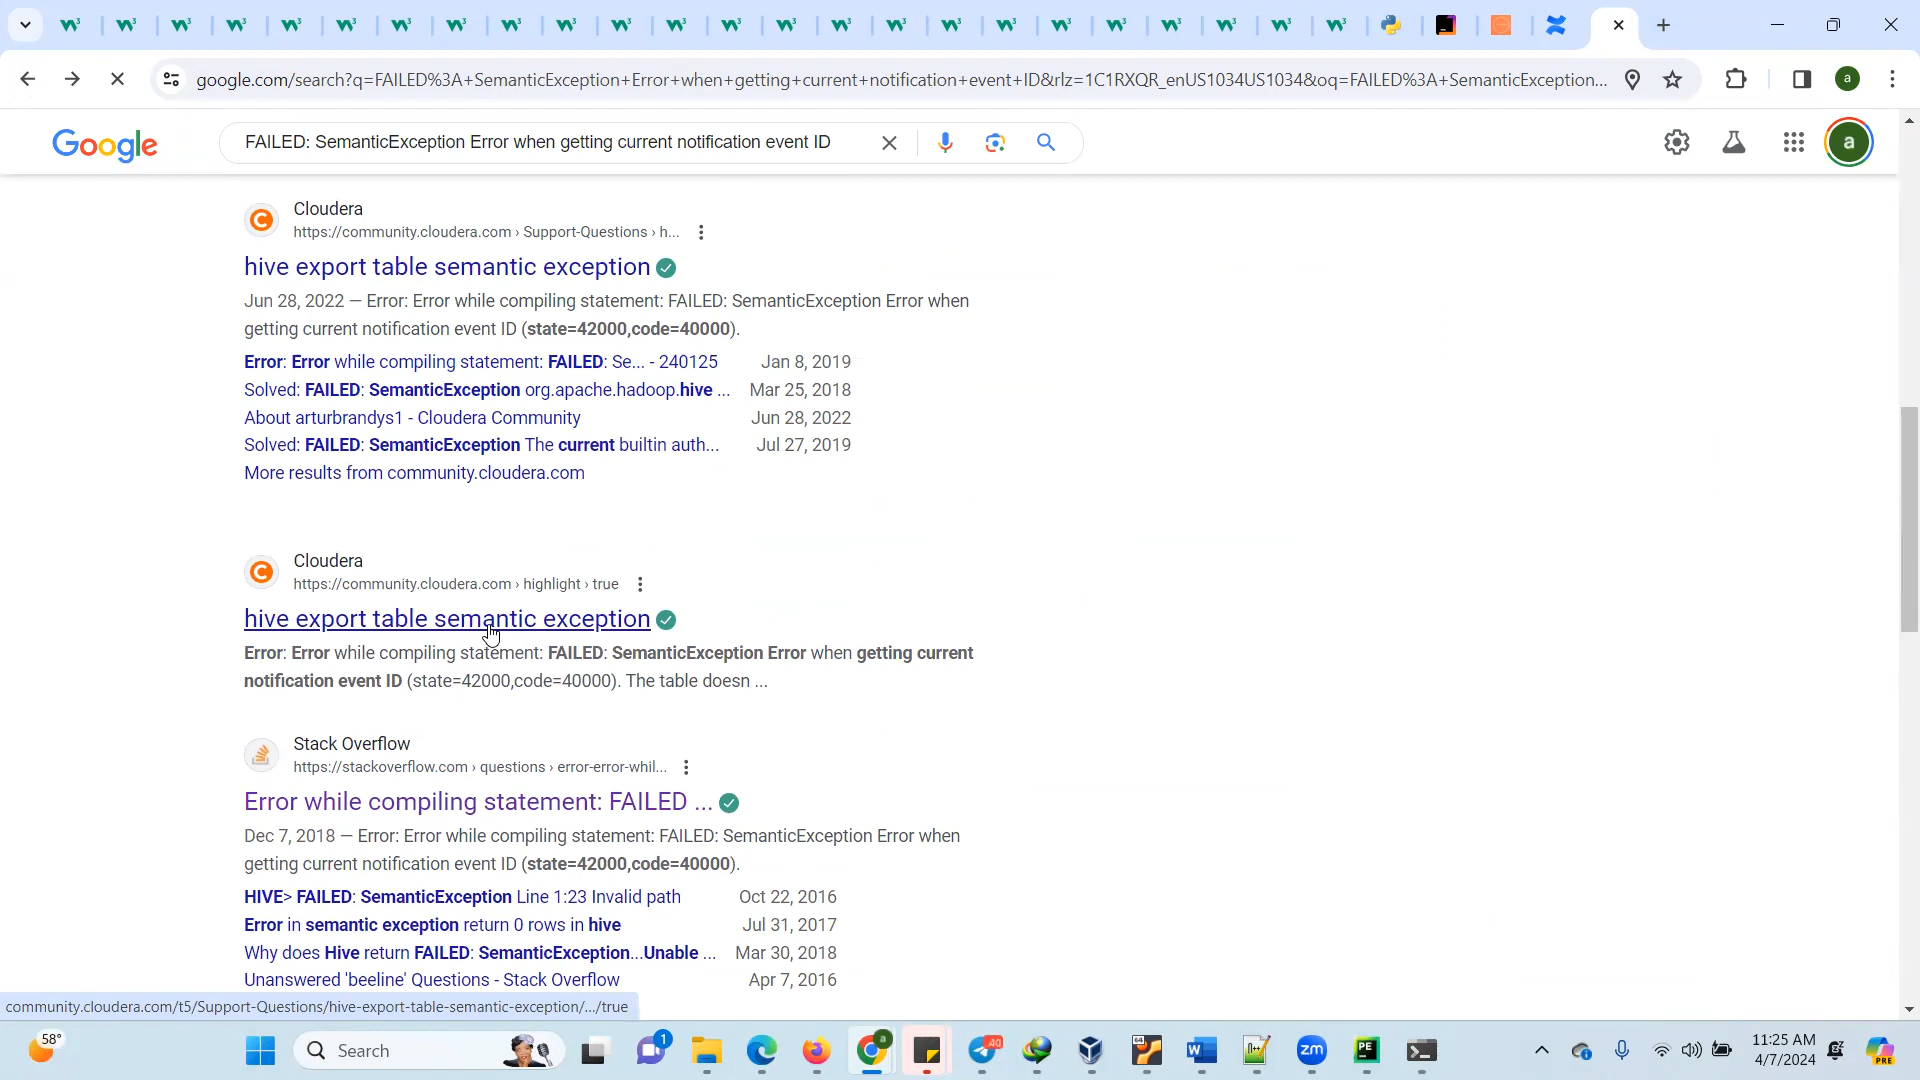 google.com/search?q=FAILED%3A+SemanticException+Error+when+getting+current+notification+event+ID&rlz=1C1RXQR_enUS1034US1034&oq=FAILED%3A+SemanticException...
a
Google
FAILED: SemanticException Error when getting current notification event ID
a
Cloudera
https://community.cloudera.com › Support-Questions › h...
hive export table semantic exception
Jun 28, 2022 — Error: Error while compiling statement: FAILED: SemanticException Error when
getting current notification event ID (state=42000,code=40000).
Error: Error while compiling statement: FAILED: Se... - 240125 Jan 8, 2019
Solved: FAILED: SemanticException org.apache.hadoop.hive ... Mar 25, 2018
About arturbrandys1 - Cloudera Community Jun 28, 2022
Solved: FAILED: SemanticException The current builtin auth... Jul 27, 2019
More results from community.cloudera.com
Cloudera
https://community.cloudera.com › highlight › true
hive export table semantic exception
Error: Error while compiling statement: FAILED: SemanticException Error when getting current
notification event ID (state=42000,code=40000). The table doesn ...
Stack Overflow
https://stackoverflow.com › questions › error-error-whil...
Error while compiling statement: FAILED ...
Dec 7, 2018 — Error: Error while compiling statement: FAILED: SemanticException Error when
getting current notification event ID (state=42000,code=40000).
HIVE> FAILED: SemanticException Line 1:23 Invalid path Oct 22, 2016
Error in semantic exception return 0 rows in hive Jul 31, 2017
Why does Hive return FAILED: SemanticException...Unable ... Mar 30, 2018
Unanswered 'beeline' Questions - Stack Overflow Apr 7, 2016
community.cloudera.com/t5/Support-Questions/hive-export-table-semantic-exception/.../true
58°
Search
1
a
40
64
W
zm
PE
11:25 AM
4/7/2024
PRE